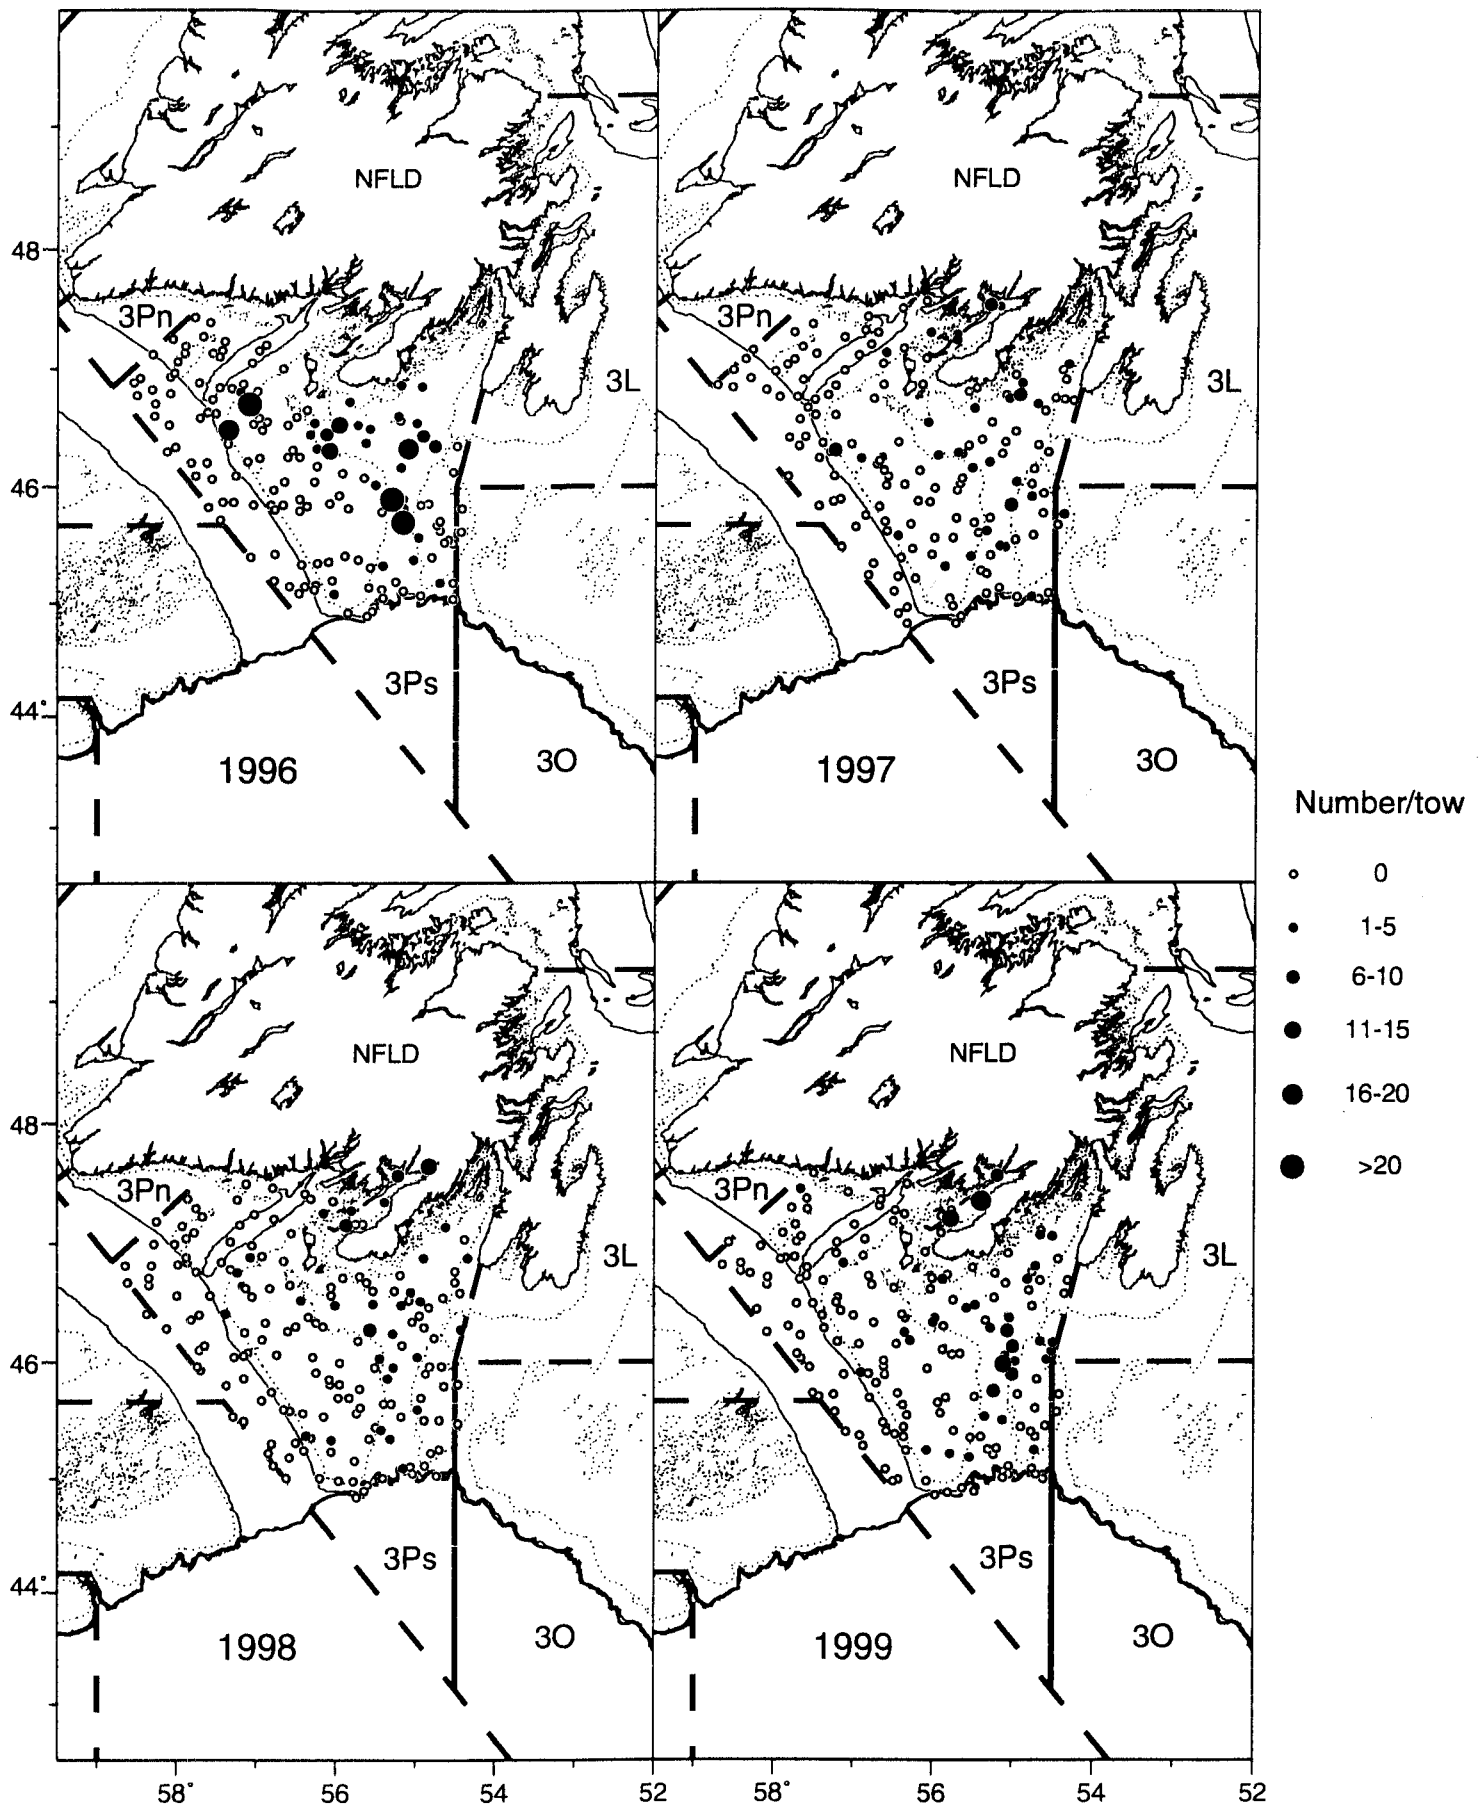 NFLD
NFLD
48
3Pn
3Pn
3L
3L
46
3Ps
3Ps
44°
1996
3O
1997
3O
Number/tow
0
1-5
6-10
11-15
16-20
>20
NFLD
NFLD
48
3Pn
3Pn
3L
3L
46
3Ps
3Ps
44°
1998
3O
1999
3O
58° 56 54 52 58° 56 54 52